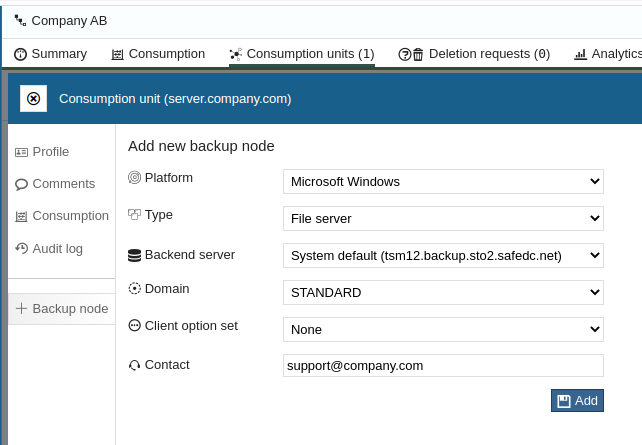 Company AB
Summary Consumption Consumption units (1) Deletion requests (0) Analytics
Consumption unit (server.company.com)
Profile
Comments
Consumption
Audit log
Backup node
Add new backup node
Platform Microsoft Windows
Type File server
Backend server System default (tsm12.backup.sto2.safedc.net)
Domain STANDARD
Client option set None
Contact support@company.com
Add